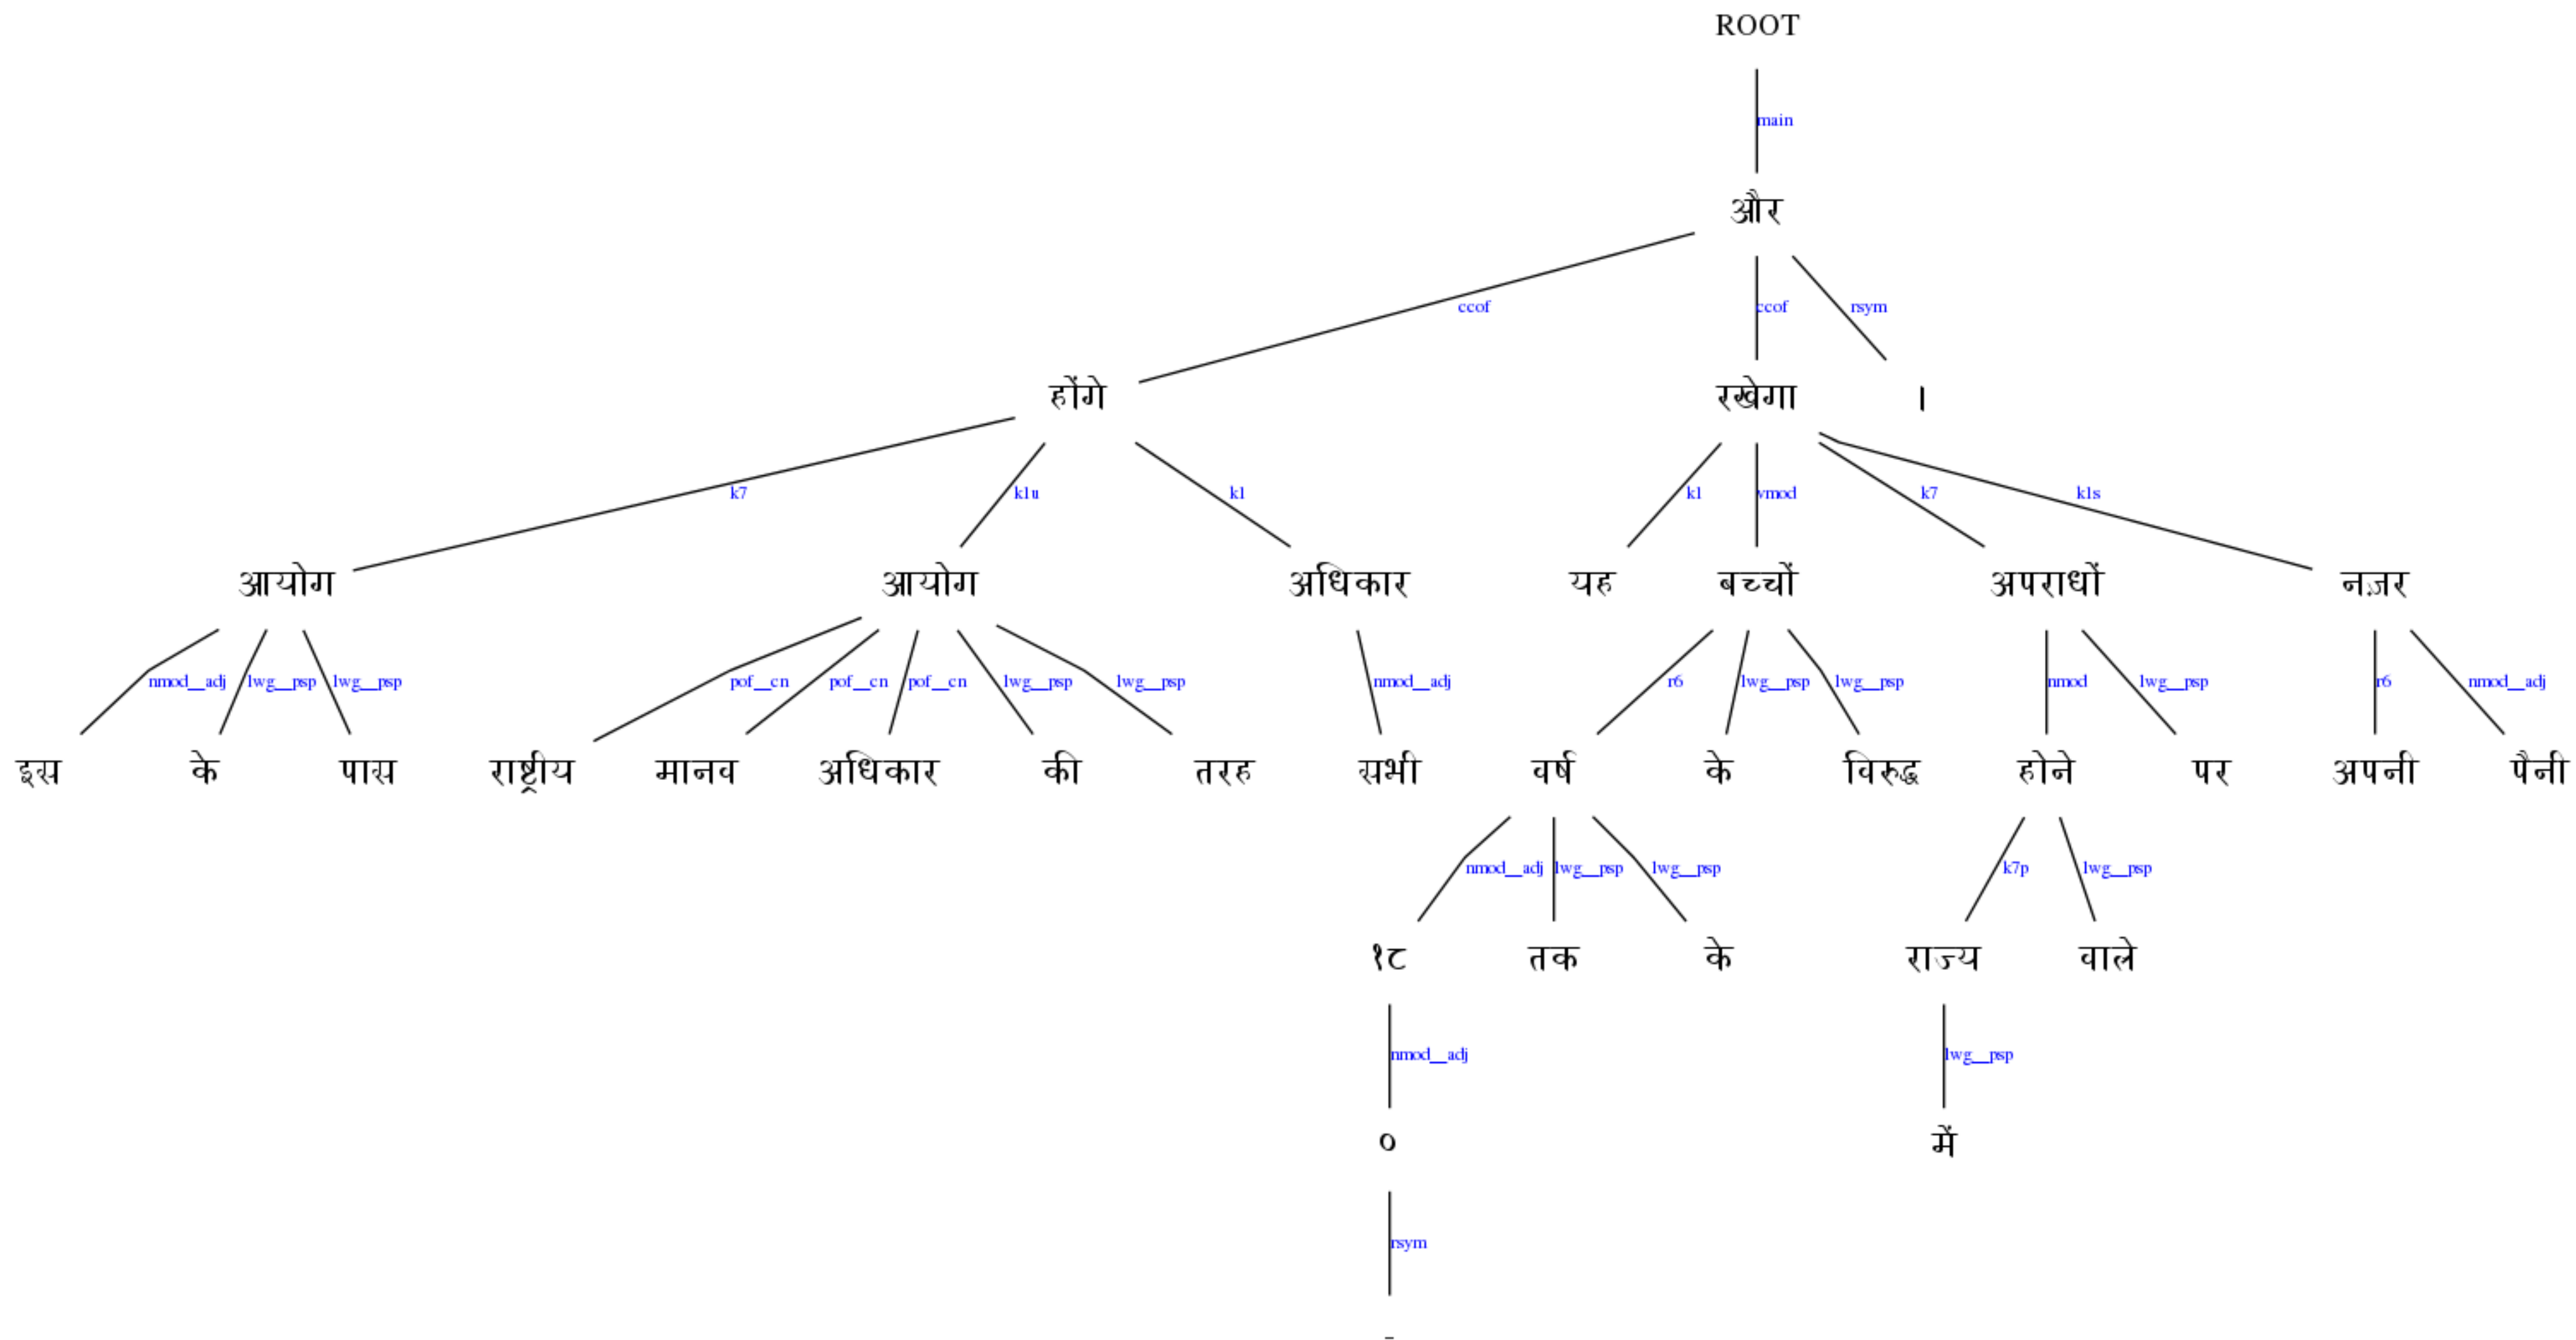 ROOT
main
और
ccof ccof rsym
होंगे रखेगा ।
k7 k1u k1 k1 vmod k7 k1s
आयोग आयोग अधिकार यह बच्चों अपराधों नज़र
nmod__adj lwg__psp lwg__psp pof__cn pof__cn pof__cn lwg__psp lwg__psp nmod__adj r6 lwg__psp lwg__psp nmod lwg__psp r6 nmod__adj
इस के पास राष्ट्रीय मानव अधिकार की तरह सभी वर्ष के विरुद्ध होने पर अपनी पैनी
nmod__adj lwg__psp lwg__psp k7p lwg__psp
१८ तक के राज्य वाले
nmod__adj lwg__psp
० में
rsym
-